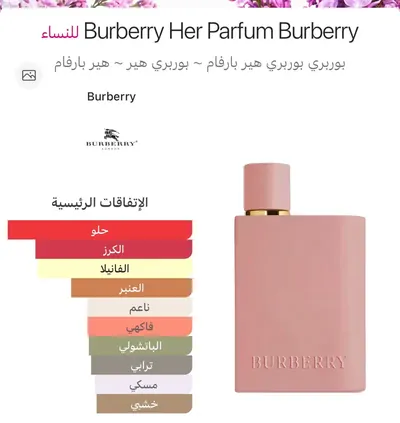 Burberry Her Parfum Burberry للنساء
بوربري بوربري هير بارفام ~ بوربري هير ~ هير بارفام
Burberry
BURBERRY
LONDON
الإتفاقات الرئيسية
حلو
الكرز
الفانيلا
العنبر
ناعم
فاكهي
الباتشولي
ترابي
مسكي
خشبي
BURBERRY